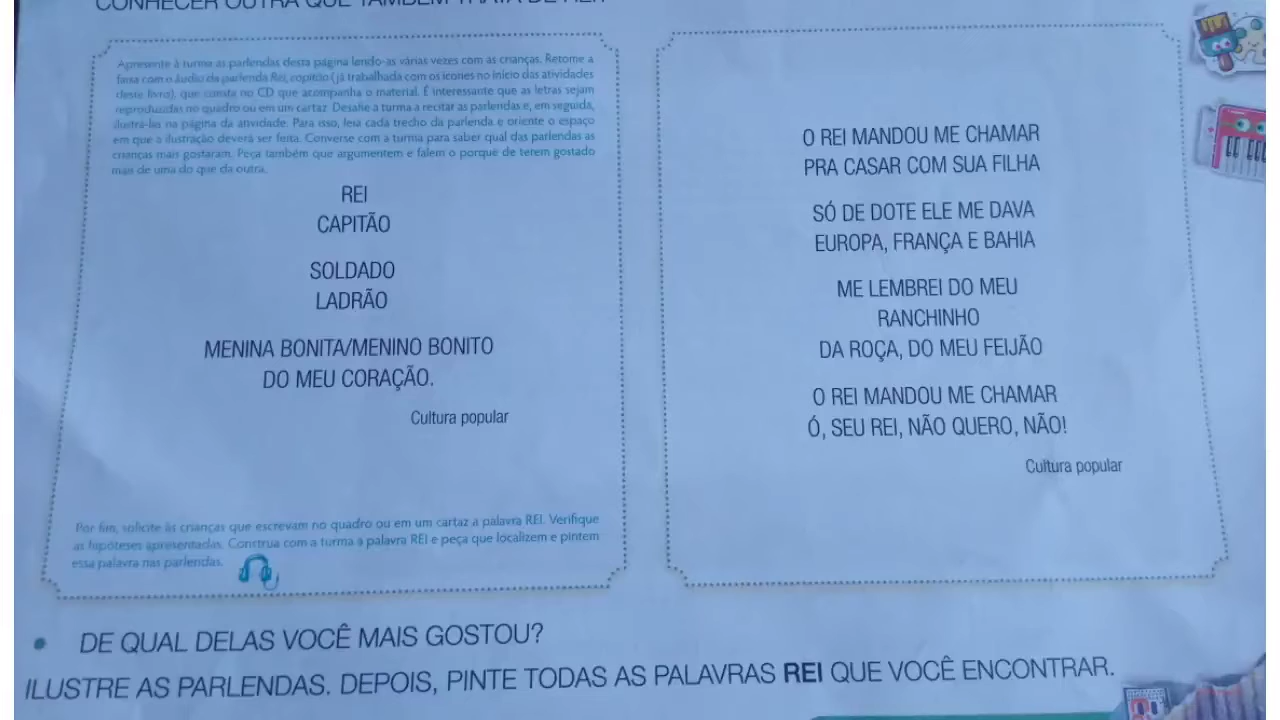 CONHECER OUTRA QUE TAMBÉM TRATA DE REI.
Apresente à turma as parlendas desta página lendo-as várias vezes com as crianças. Retome a
faixa com o áudio da parlenda Rei, capitão (já trabalhada com os ícones no início das atividades
deste livro), que consta no CD que acompanha o material. É interessante que as letras sejam
reproduzidas no quadro ou em um cartaz. Desafie a turma a recitar as parlendas e, em seguida,
ilustrá-las na página da atividade. Para isso, leia cada trecho da parlenda e oriente o espaço
em que a ilustração deverá ser feita. Converse com a turma para saber qual das parlendas as
crianças mais gostaram. Peça também que argumentem e falem o porquê de terem gostado
mais de uma do que da outra.
REI
CAPITÃO
SOLDADO
LADRÃO
MENINA BONITA/MENINO BONITO
DO MEU CORAÇÃO.
Cultura popular
Por fim, solicite às crianças que escrevam no quadro ou em um cartaz a palavra REI. Verifique
as hipóteses apresentadas. Construa com a turma a palavra REI e peça que localizem e pintem
essa palavra nas parlendas.
O REI MANDOU ME CHAMAR
PRA CASAR COM SUA FILHA
SÓ DE DOTE ELE ME DAVA
EUROPA, FRANÇA E BAHIA
ME LEMBREI DO MEU
RANCHINHO
DA ROÇA, DO MEU FEIJÃO
O REI MANDOU ME CHAMAR
Ó, SEU REI, NÃO QUERO, NÃO!
Cultura popular
• DE QUAL DELAS VOCÊ MAIS GOSTOU?
ILUSTRE AS PARLENDAS. DEPOIS, PINTE TODAS AS PALAVRAS REI QUE VOCÊ ENCONTRAR.